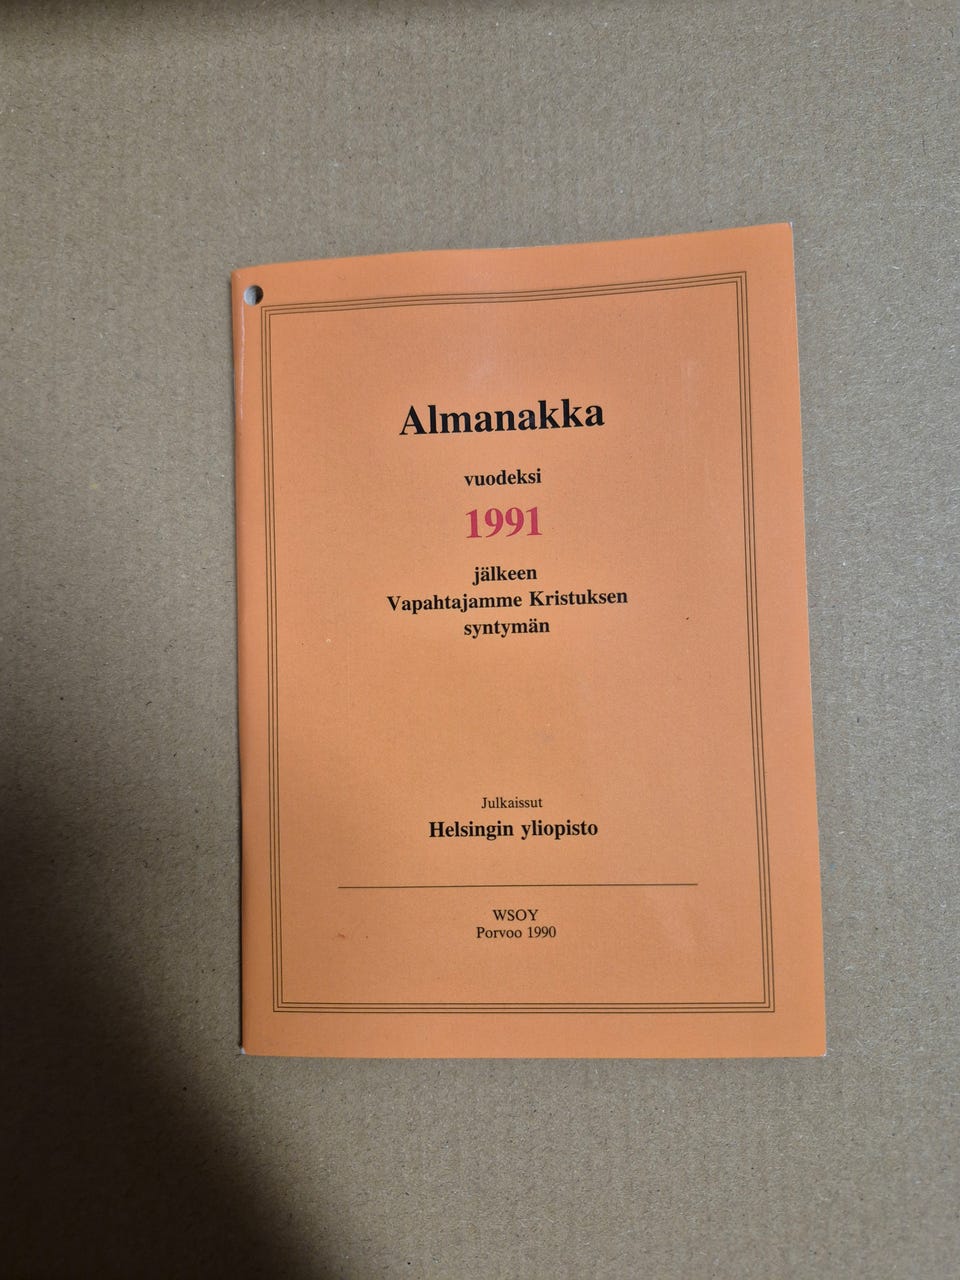 Almanakka
vuodeksi
1991
jälkeen
Vapahtajamme Kristuksen
syntymän
Julkaissut
Helsingin yliopisto
WSOY
Porvoo 1990